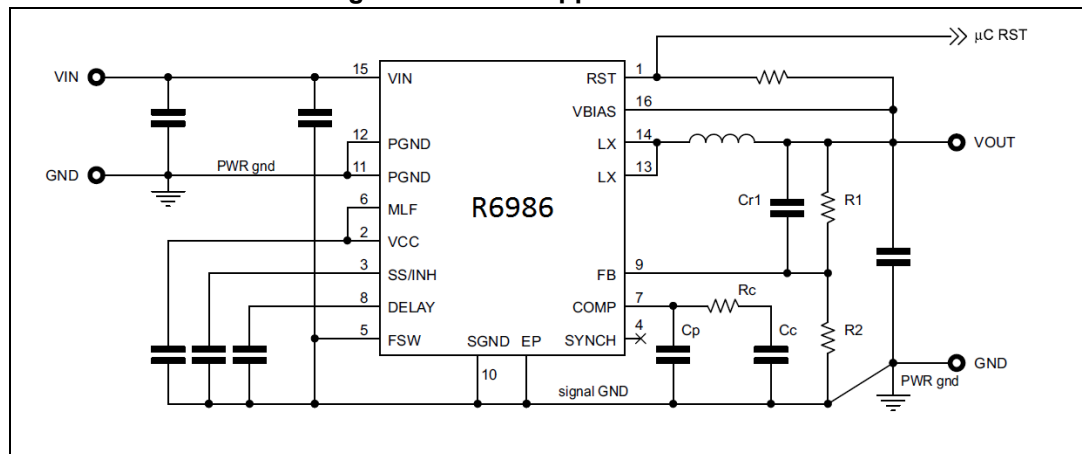 VIN
GND
PWR gnd
15
12
11
6
2
3
8
5
VIN
PGND
PGND
MLF
VCC
SS/INH
DELAY
FSW
R6986
SGND
EP
10
RST
VBIAS
LX
LX
FB
COMP
SYNCH
1
16
14
13
9
7
4
µC RST
VOUT
Cr1
R1
Rc
Cp
Cc
R2
GND
PWR gnd
signal GND